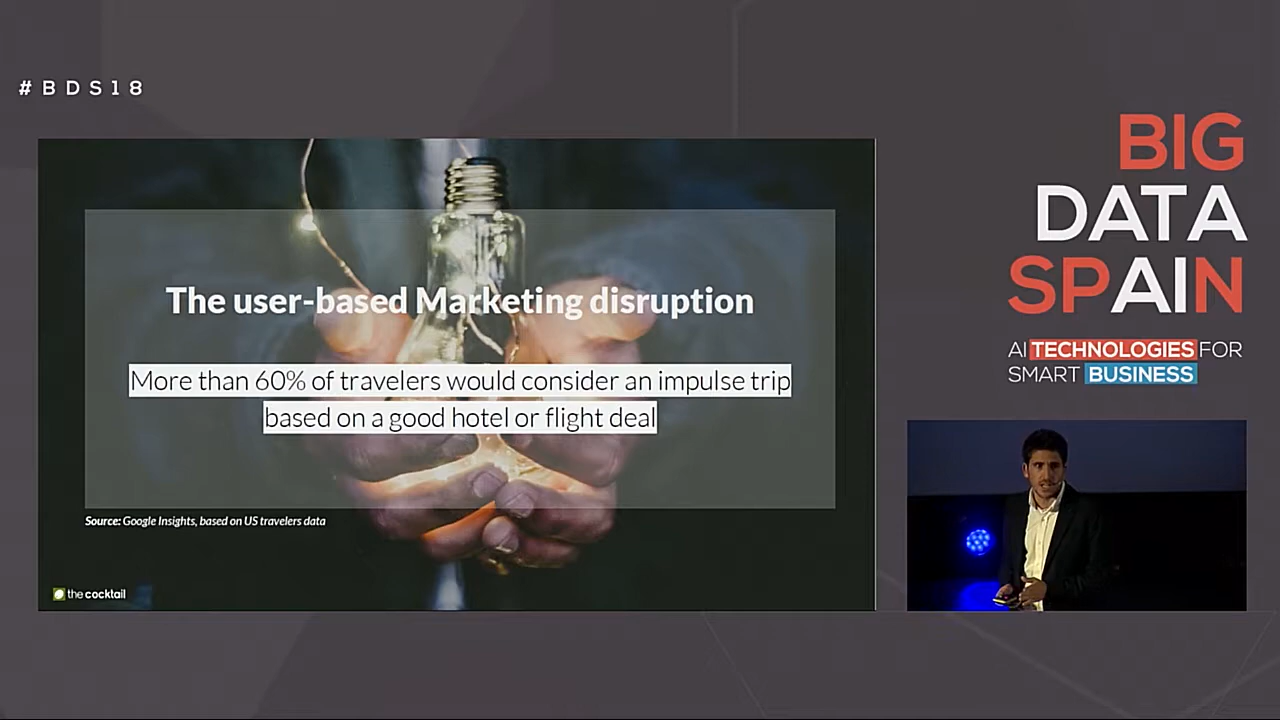 #BDS18
The user-based Marketing disruption
More than 60% of travelers would consider an impulse trip
based on a good hotel or flight deal
Source: Google Insights, based on US travelers data
the cocktail
BIG
DATA
SPAIN
AI TECHNOLOGIES FOR
SMART BUSINESS